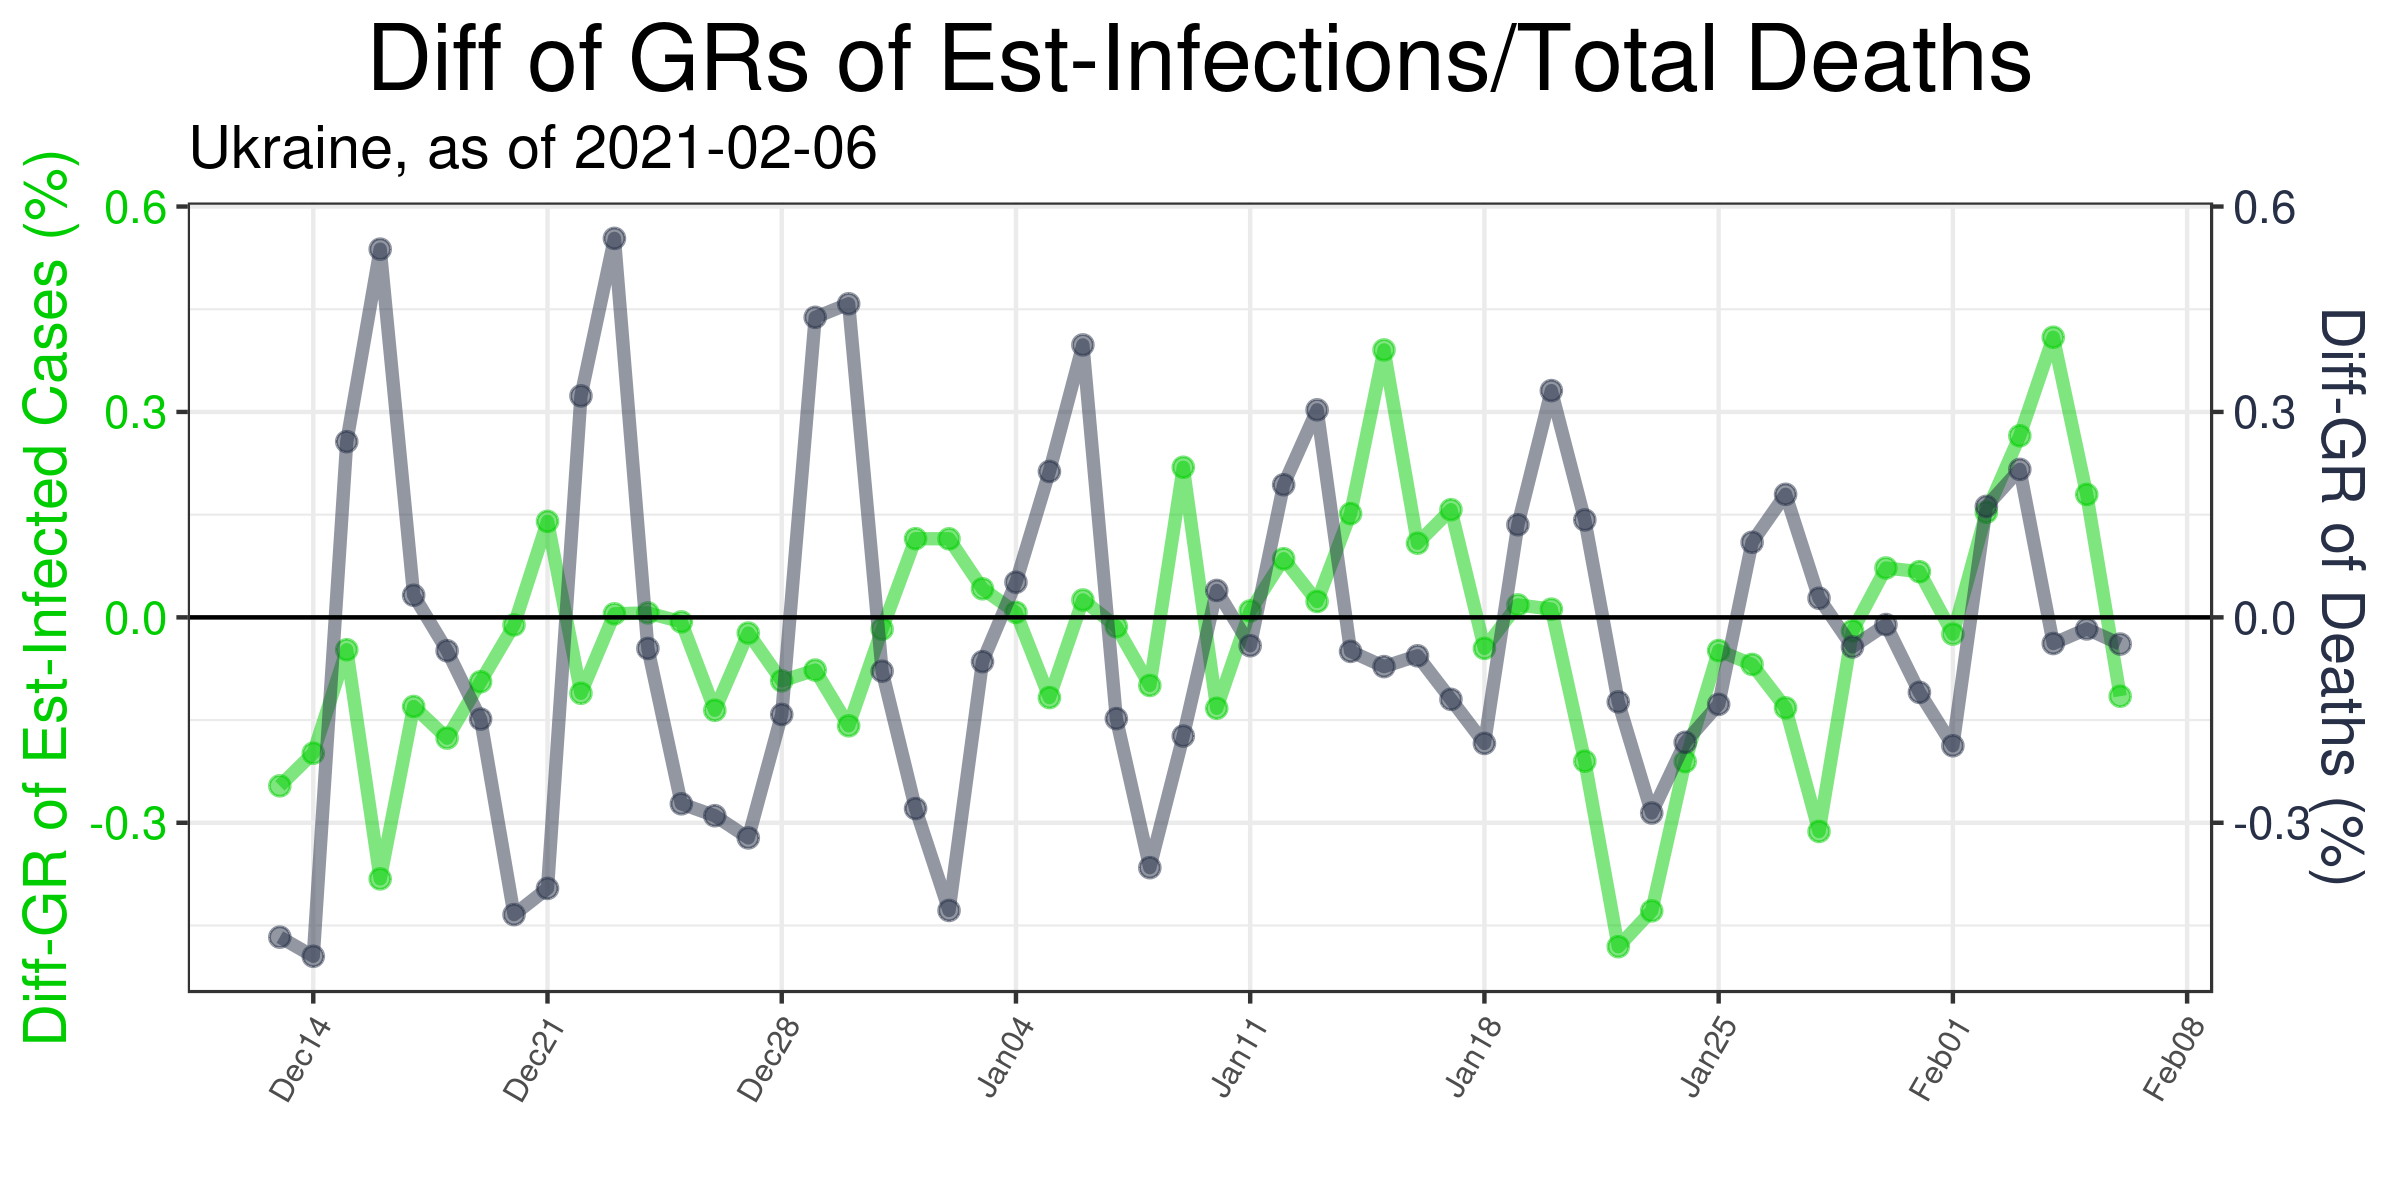 Diff of GRs of Est-Infections/Total Deaths
Ukraine, as of 2021-02-06
Diff-GR of Est-Infected Cases (%)
0.6
0.3
0.0
-0.3
0.6
0.3
0.0
-0.3
Diff-GR of Deaths (%)
Dec14
Dec21
Dec28
Jan04
Jan11
Jan18
Jan25
Feb01
Feb08